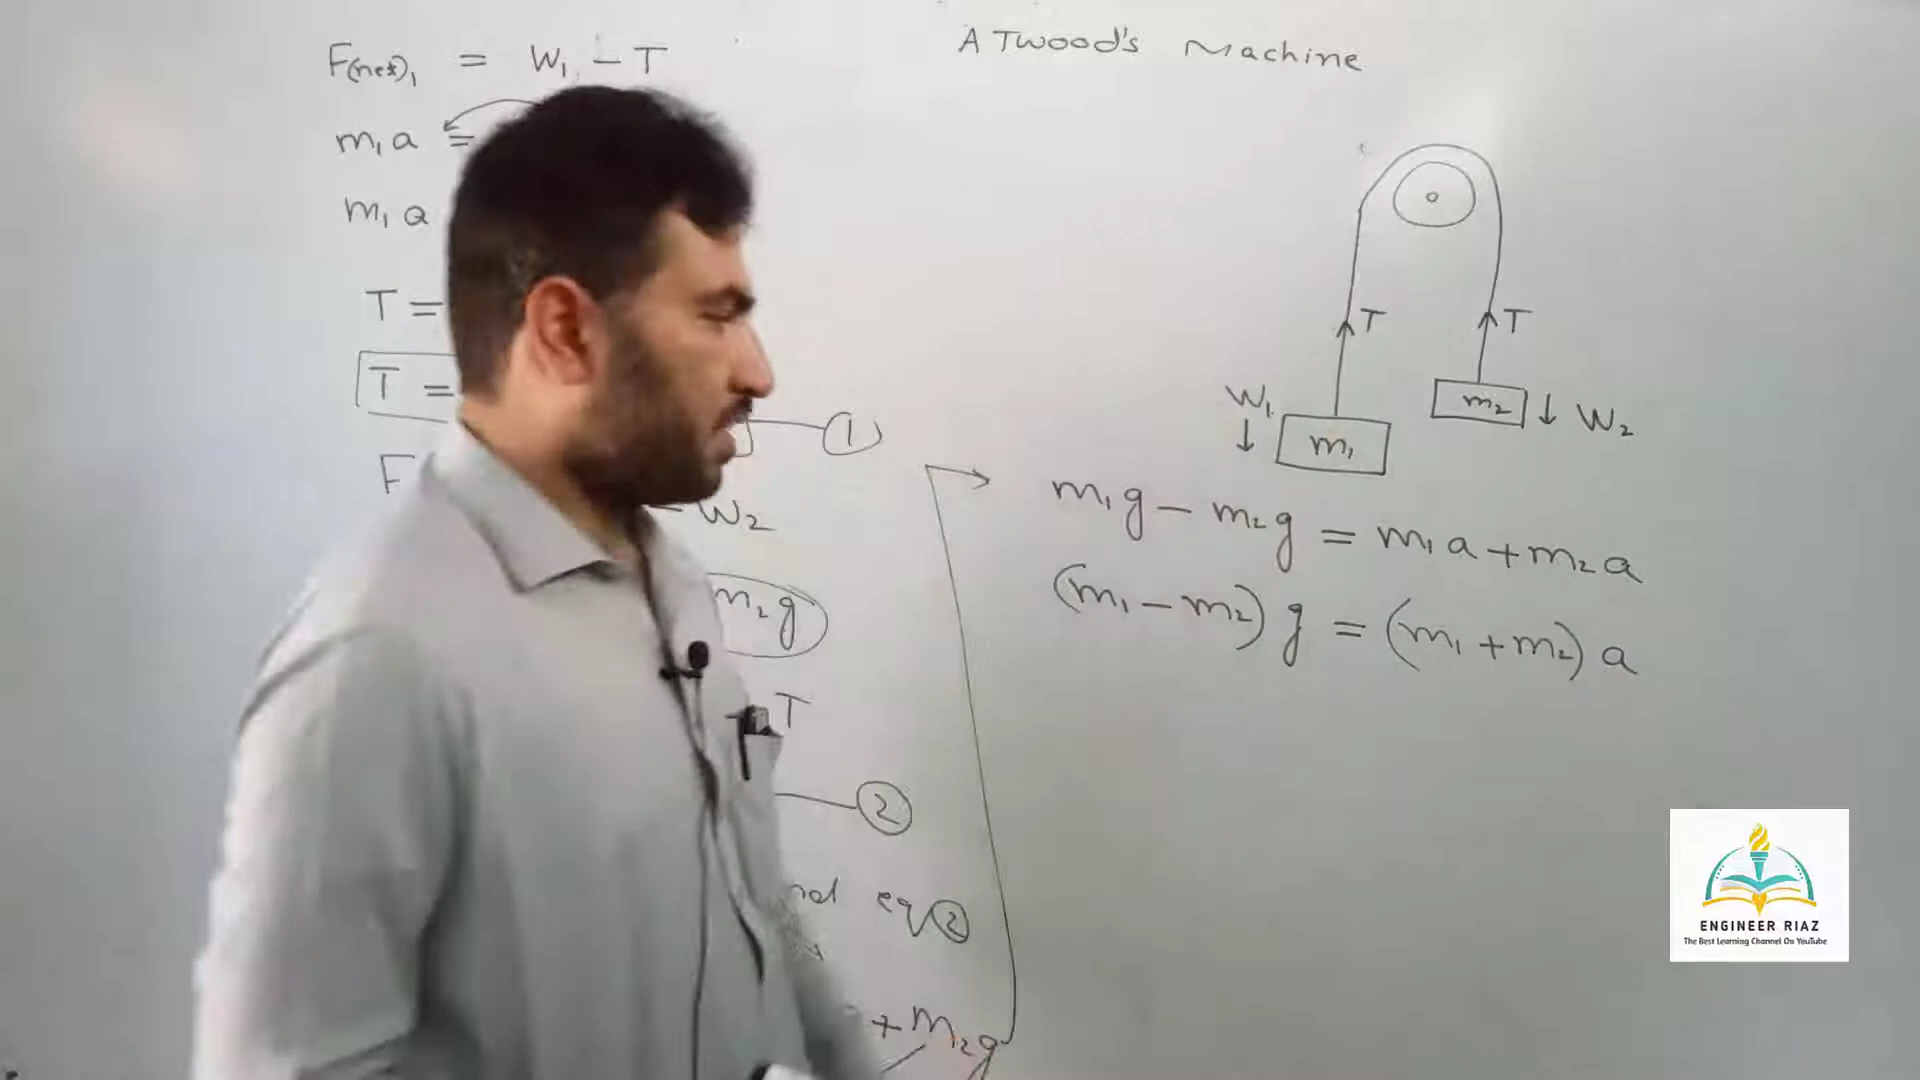 F(net)₁ = W₁ – T
m₁a =
m₁a
T =
T =
①
F
– W₂
m₂g
T
②
eq ②
+ m₂g
ATwood's Machine
T
T
W₁
m₁
m₂
W₂
m₁g – m₂g = m₁a + m₂a
(m₁ – m₂) g = (m₁ + m₂) a
ENGINEER RIAZ
The Best Learning Channel On YouTube